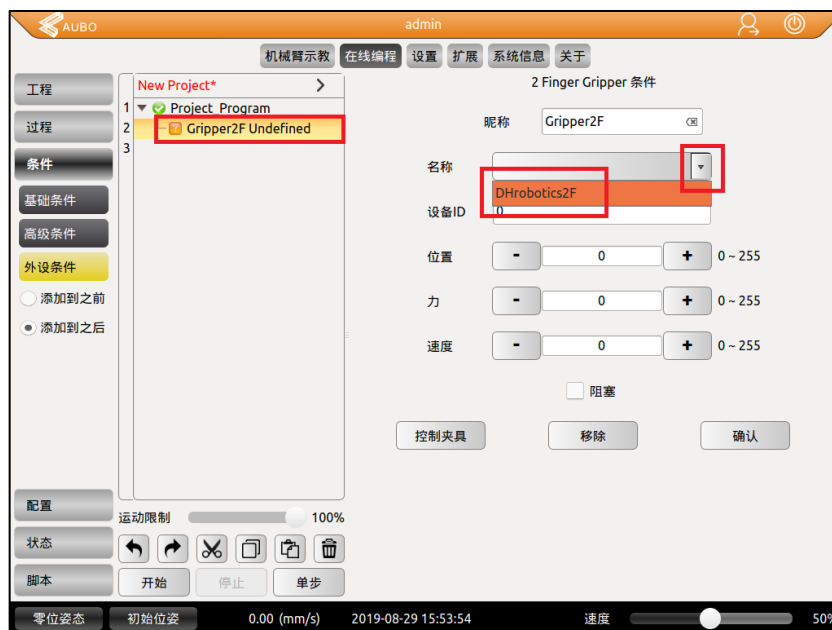 AUBO
admin
机械臂示教 在线编程 设置 扩展 系统信息 关于
工程
过程
条件
基础条件
高级条件
外设条件
添加到之前
添加到之后
配置
状态
脚本
New Project*
1 Project_Program
2 Gripper2F Undefined
3
运动限制 100%
开始 停止 单步
2 Finger Gripper 条件
昵称 Gripper2F
名称
DHrobotics2F
设备ID 0
位置 - 0 + 0 ~ 255
力 - 0 + 0 ~ 255
速度 - 0 + 0 ~ 255
阻塞
控制夹具 移除 确认
零位姿态 初始位姿 0.00 (mm/s) 2019-08-29 15:53:54 速度 50%